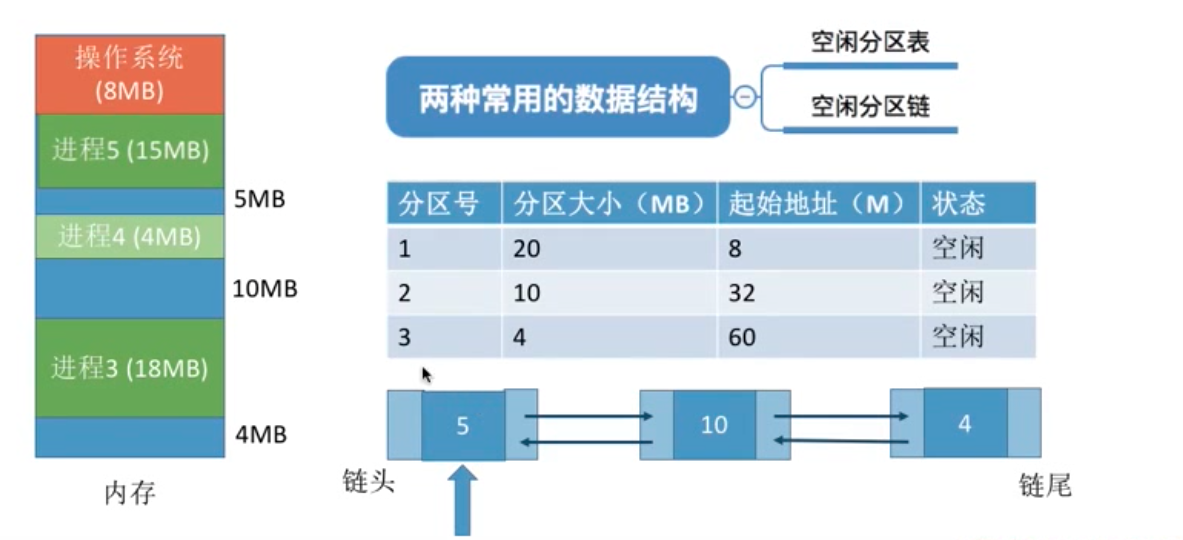 操作系统
(8MB)
进程5 (15MB)
5MB
进程4 (4MB)
10MB
进程3 (18MB)
4MB
内存
两种常用的数据结构
空闲分区表
空闲分区链
分区号 分区大小（MB） 起始地址（M） 状态
1 20 8 空闲
2 10 32 空闲
3 4 60 空闲
5 10 4
链头 链尾